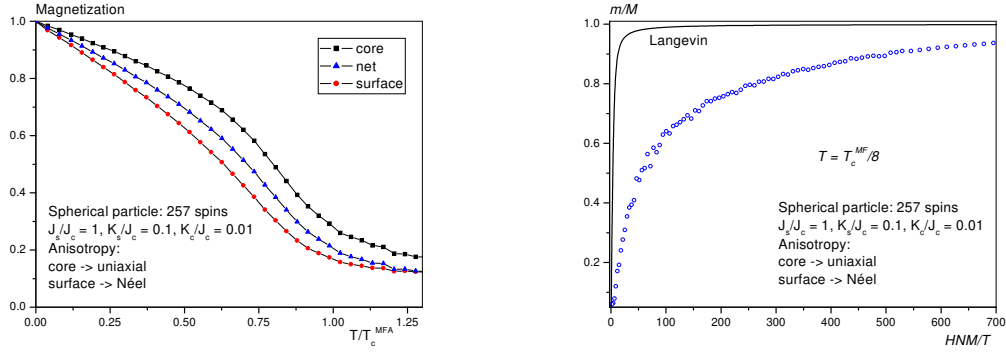 Magnetization
1.0
0.8
0.6
0.4
0.2
0.0
core
net
surface
Spherical particle: 257 spins
J_s/J_c = 1, K_s/J_c = 0.1, K_c/J_c = 0.01
Anisotropy:
core -> uniaxial
surface -> Néel
0.00 0.25 0.50 0.75 1.00 1.25
T/T_c^MFA
m/M
1.0
0.8
0.6
0.4
0.2
Langevin
T = T_c^MF/8
Spherical particle: 257 spins
J_s/J_c = 1, K_s/J_c = 0.1, K_c/J_c = 0.01
Anisotropy:
core -> uniaxial
surface -> Néel
0 100 200 300 400 500 600 700
HNM/T